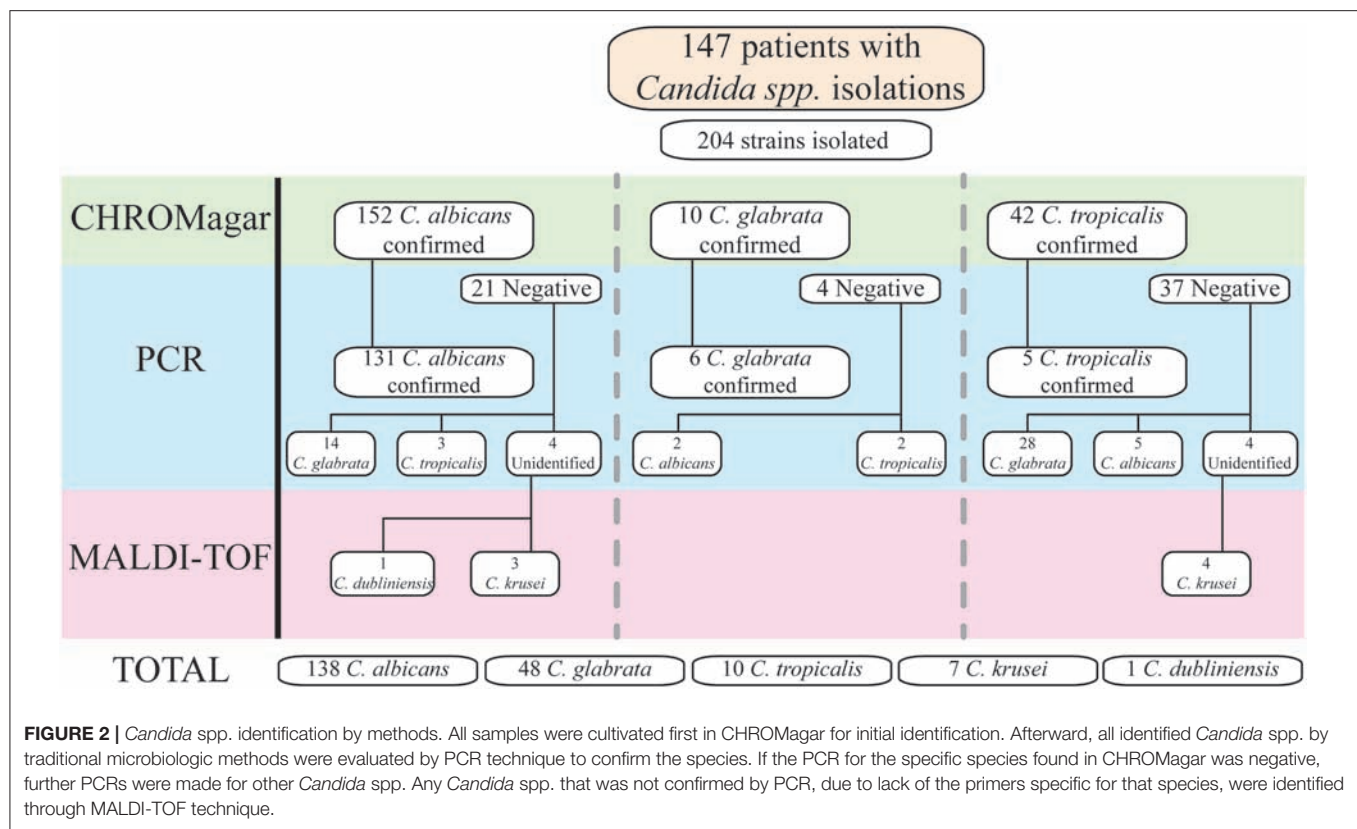 147 patients with
Candida spp. isolations
204 strains isolated
CHROMagar
152 C. albicans
confirmed
10 C. glabrata
confirmed
42 C. tropicalis
confirmed
PCR
21 Negative
4 Negative
37 Negative
131 C. albicans
confirmed
6 C. glabrata
confirmed
5 C. tropicalis
confirmed
14
C. glabrata
3
C. tropicalis
4
Unidentified
2
C. albicans
2
C. tropicalis
28
C. glabrata
5
C. albicans
4
Unidentified
MALDI-TOF
1
C. dubliniensis
3
C. krusei
4
C. krusei
TOTAL
138 C. albicans
48 C. glabrata
10 C. tropicalis
7 C. krusei
1 C. dubliniensis
FIGURE 2 | Candida spp. identification by methods. All samples were cultivated first in CHROMagar for initial identification. Afterward, all identified Candida spp. by
traditional microbiologic methods were evaluated by PCR technique to confirm the species. If the PCR for the specific species found in CHROMagar was negative,
further PCRs were made for other Candida spp. Any Candida spp. that was not confirmed by PCR, due to lack of the primers specific for that species, were identified
through MALDI-TOF technique.